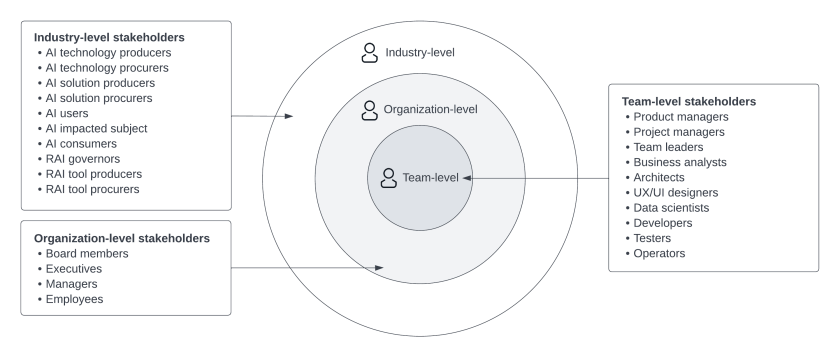 Industry-level stakeholders
• AI technology producers
• AI technology procurers
• AI solution producers
• AI solution procurers
• AI users
• AI impacted subject
• AI consumers
• RAI governors
• RAI tool producers
• RAI tool procurers
Organization-level stakeholders
• Board members
• Executives
• Managers
• Employees
Industry-level
Organization-level
Team-level
Team-level stakeholders
• Product managers
• Project managers
• Team leaders
• Business analysts
• Architects
• UX/UI designers
• Data scientists
• Developers
• Testers
• Operators